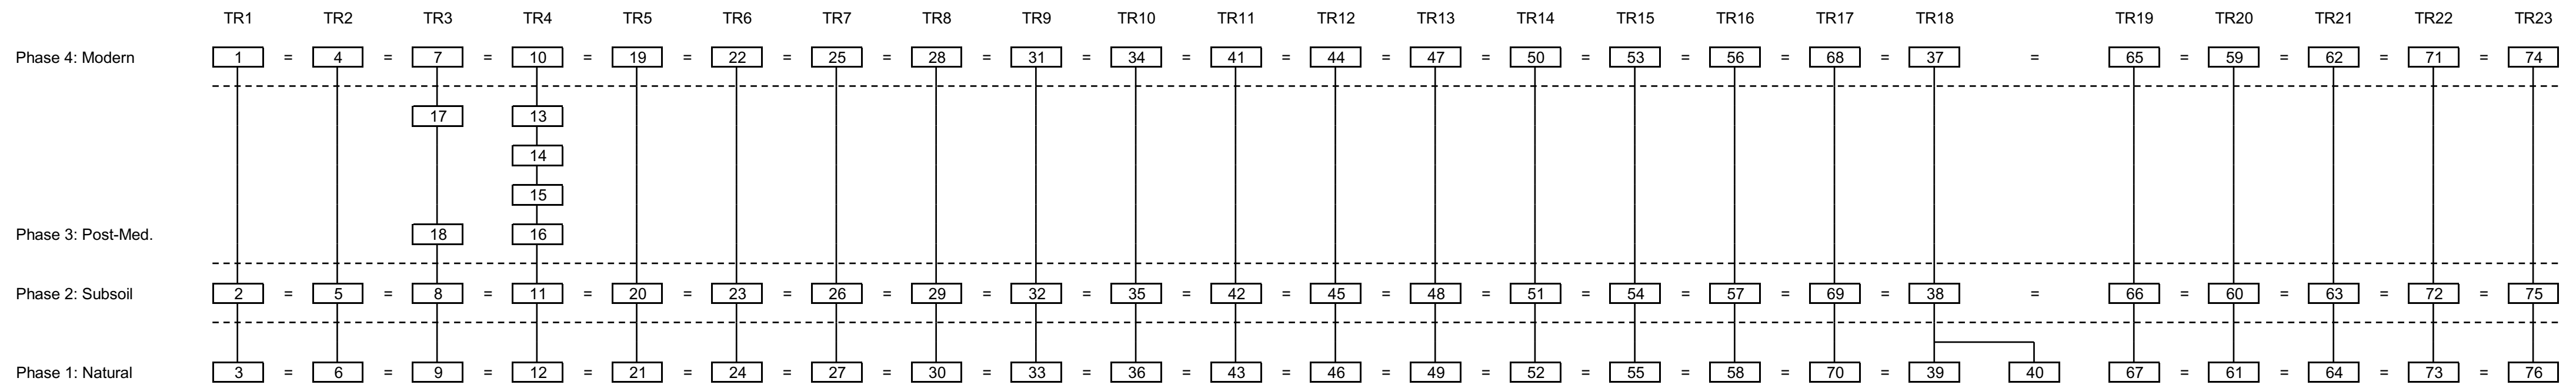 TR1 TR2 TR3 TR4 TR5 TR6 TR7 TR8 TR9 TR10 TR11 TR12 TR13 TR14 TR15 TR16 TR17 TR18 TR19 TR20 TR21 TR22 TR23
Phase 4: Modern 1 = 4 = 7 = 10 = 19 = 22 = 25 = 28 = 31 = 34 = 41 = 44 = 47 = 50 = 53 = 56 = 68 = 37 = 65 = 59 = 62 = 71 = 74
17 13
14
15
Phase 3: Post-Med. 18 16
Phase 2: Subsoil 2 = 5 = 8 = 11 = 20 = 23 = 26 = 29 = 32 = 35 = 42 = 45 = 48 = 51 = 54 = 57 = 69 = 38 = 66 = 60 = 63 = 72 = 75
Phase 1: Natural 3 = 6 = 9 = 12 = 21 = 24 = 27 = 30 = 33 = 36 = 43 = 46 = 49 = 52 = 55 = 58 = 70 = 39 = 40 = 67 = 61 = 64 = 73 = 76